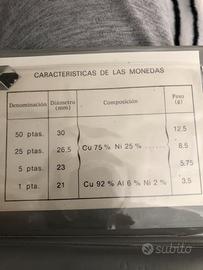 CARACTERISTICAS DE LAS MONEDAS
Denominación Diámetro (mm) Composición Peso (g)
50 ptas. 30 12.5
25 ptas. 26.5 Cu 75 % Ni 25 % 8.5
5 ptas. 23 5.75
1 pta. 21 Cu 92 % Al 6 % Ni 2 % 3.5
subito